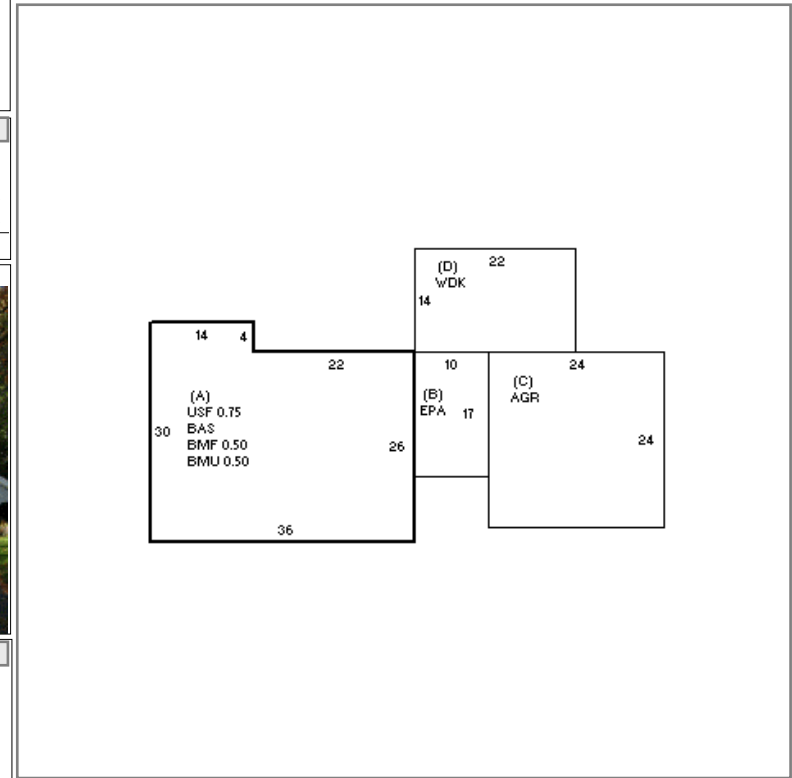 (D)
WDK
22
14
14
4
22
10
24
(A)
USF 0.75
BAS
BMF 0.50
BMU 0.50
30
26
(B)
EPA
17
(C)
AGR
24
36